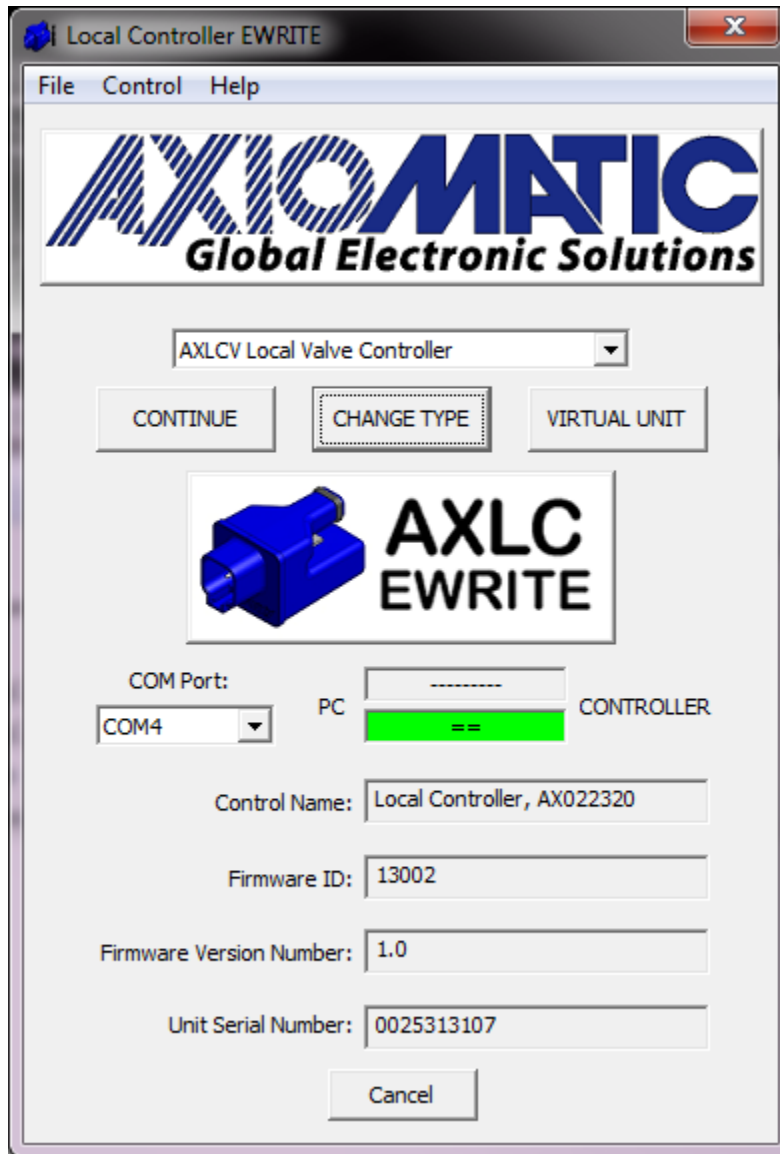 Local Controller EWRITE
File Control Help
AXIOMATIC
Global Electronic Solutions
AXLCV Local Valve Controller
CONTINUE CHANGE TYPE VIRTUAL UNIT
AXLC
EWRITE
COM Port:
PC --------- CONTROLLER
COM4 ==
Control Name: Local Controller, AX022320
Firmware ID: 13002
Firmware Version Number: 1.0
Unit Serial Number: 0025313107
Cancel